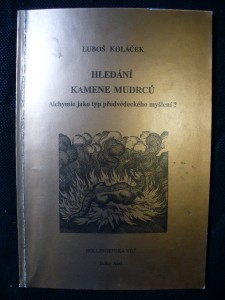 LUBOŠ KOLÁČEK
HLEDÁNÍ
KAMENE MUDRCŮ
Alchymie jako typ předvědeckého myšlení ?